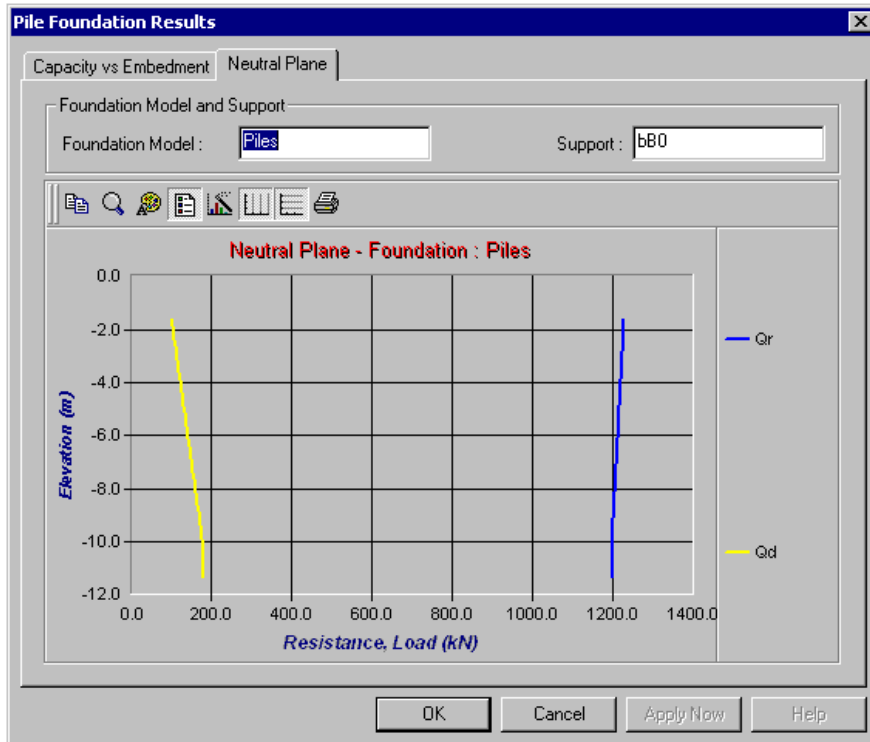 Pile Foundation Results
Capacity vs Embedment Neutral Plane
Foundation Model and Support
Foundation Model : Piles Support : bB0
Neutral Plane - Foundation : Piles
0.0
-2.0
-4.0
-6.0
-8.0
-10.0
-12.0
Elevation (m)
0.0 200.0 400.0 600.0 800.0 1000.0 1200.0 1400.0
Resistance, Load (kN)
Qr
Qd
OK Cancel Apply Now Help